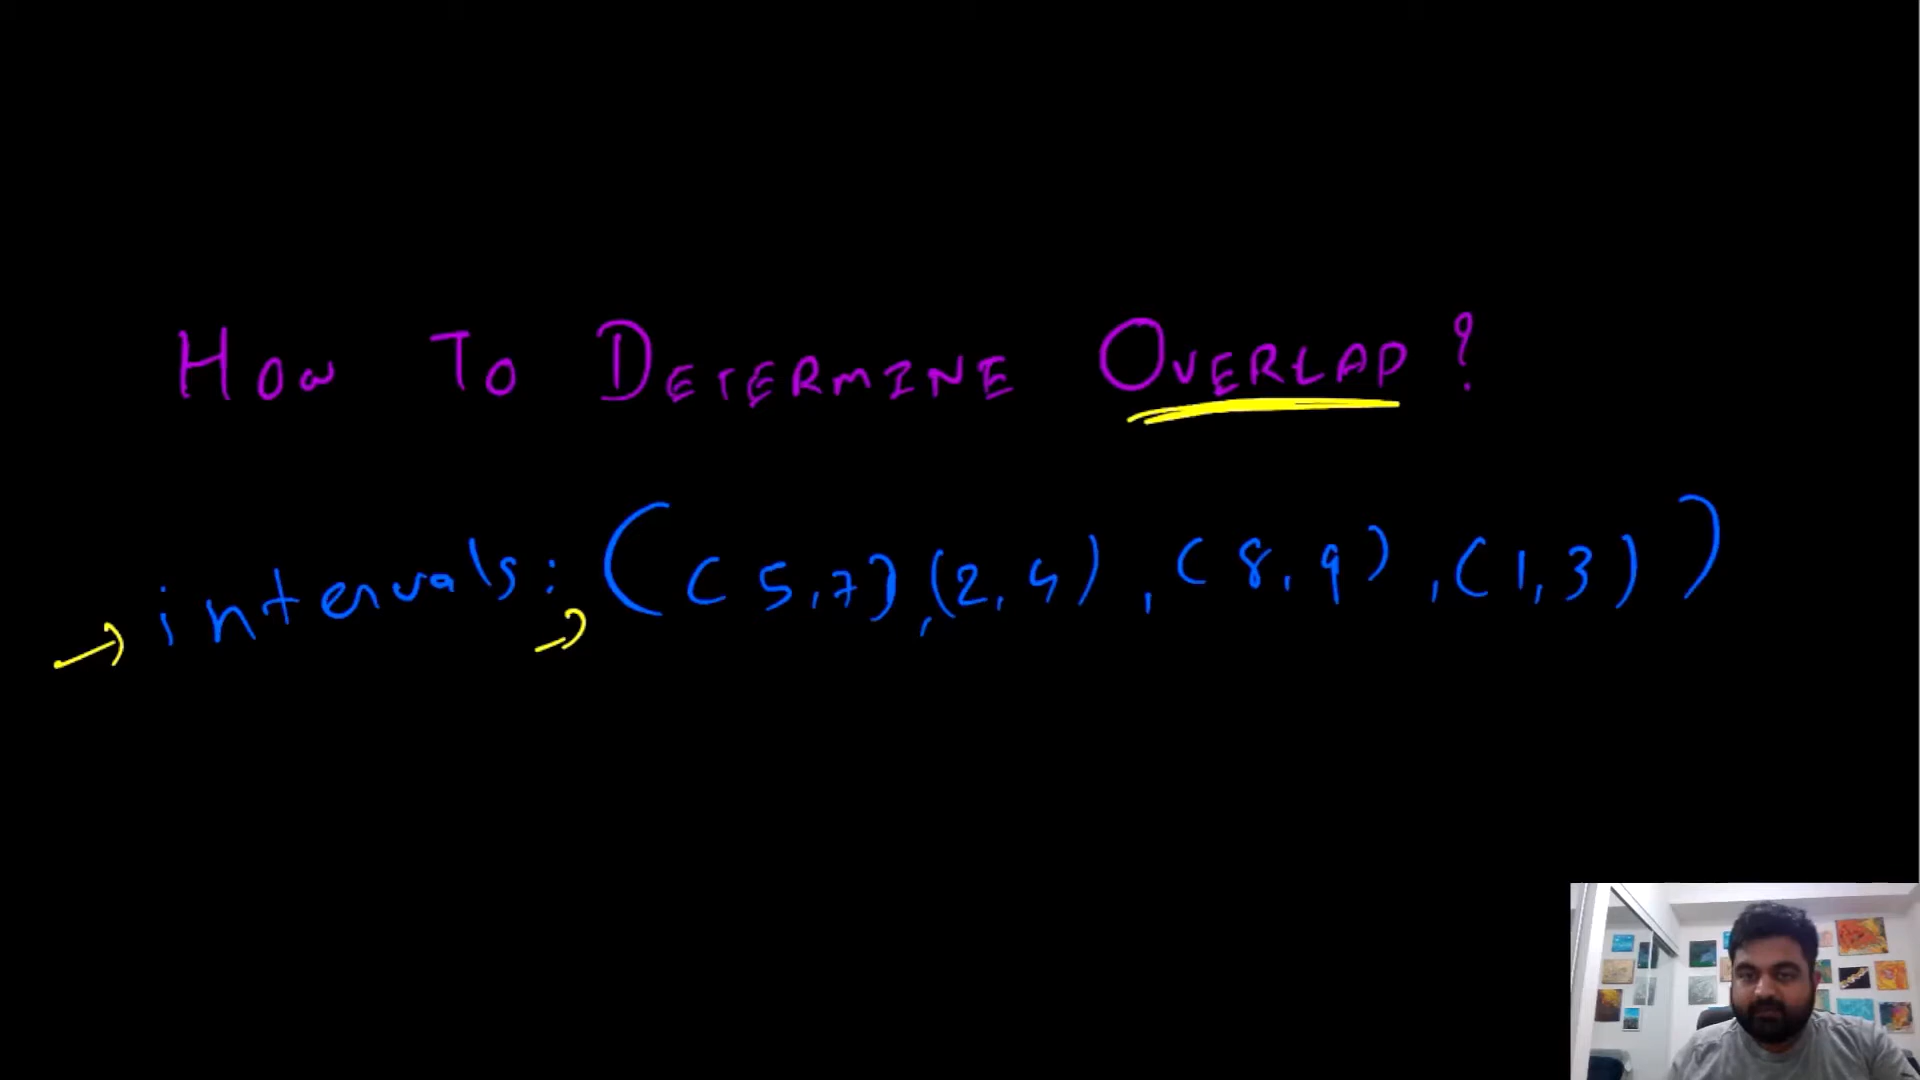 HOW TO DETERMINE OVERLAP?
intervals: ((5,7),(2,4),(8,9),(1,3))